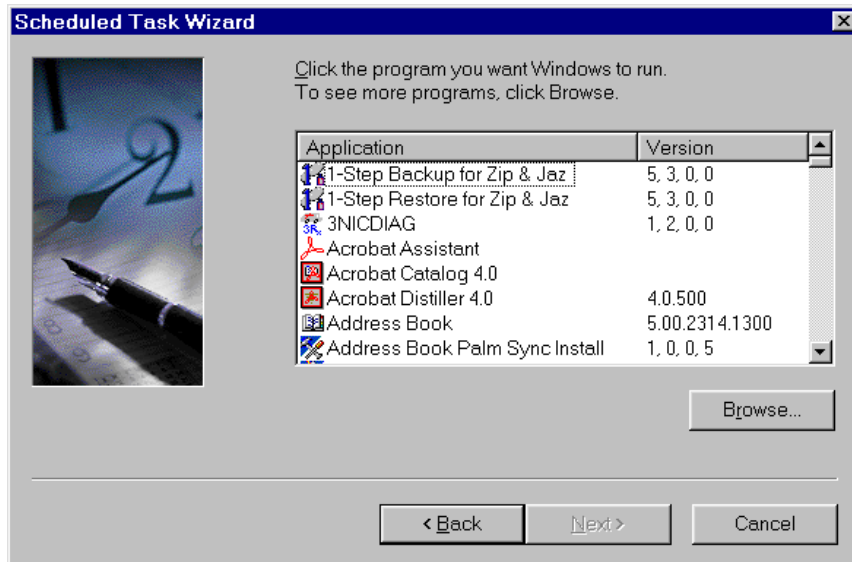 Scheduled Task Wizard
Click the program you want Windows to run.
To see more programs, click Browse.
Application Version
1-Step Backup for Zip & Jaz 5, 3, 0, 0
1-Step Restore for Zip & Jaz 5, 3, 0, 0
3NICDIAG 1, 2, 0, 0
Acrobat Assistant
Acrobat Catalog 4.0
Acrobat Distiller 4.0 4.0.500
Address Book 5.00.2314.1300
Address Book Palm Sync Install 1, 0, 0, 5
Browse...
< Back Next > Cancel
2